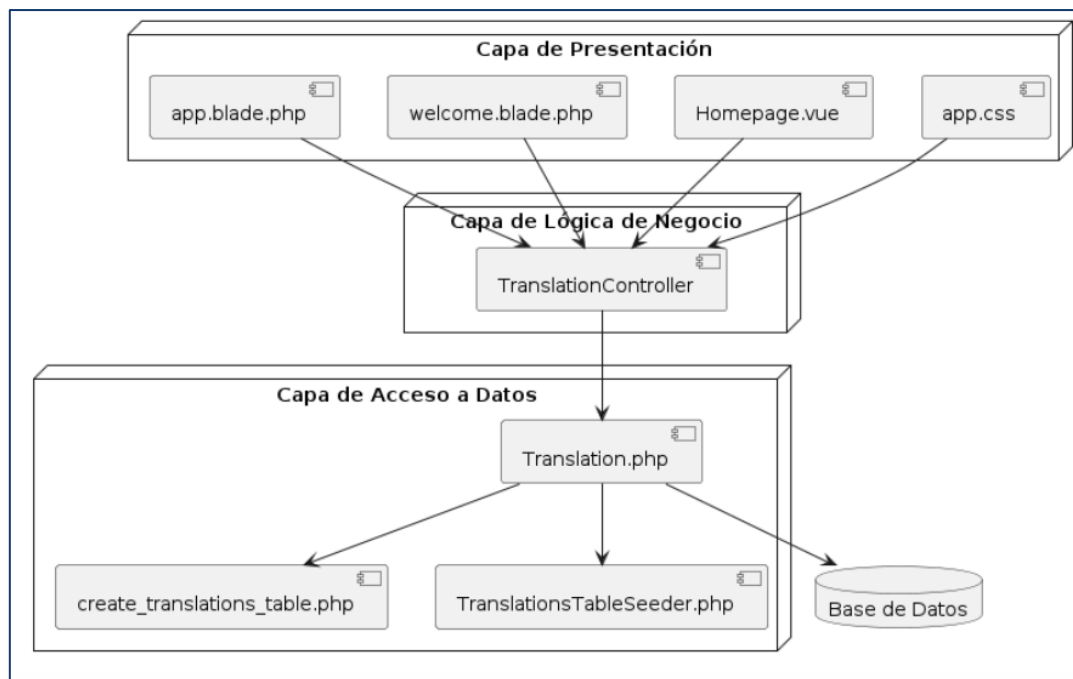 Capa de Presentación
app.blade.php
welcome.blade.php
Homepage.vue
app.css
Capa de Lógica de Negocio
TranslationController
Capa de Acceso a Datos
Translation.php
create_translations_table.php
TranslationsTableSeeder.php
Base de Datos